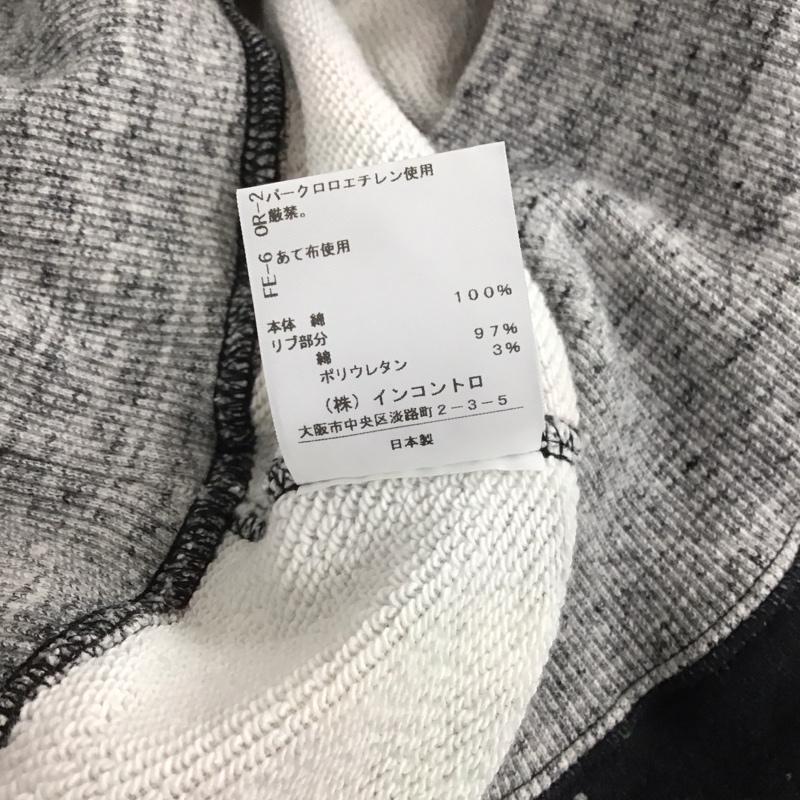 OR-2 パークロロエチレン使用
厳禁。
FE-6 あて布使用
本体 綿 100%
リブ部分
綿 97%
ポリウレタン 3%
(株) インコントロ
大阪市中央区淡路町2-3-5
日本製